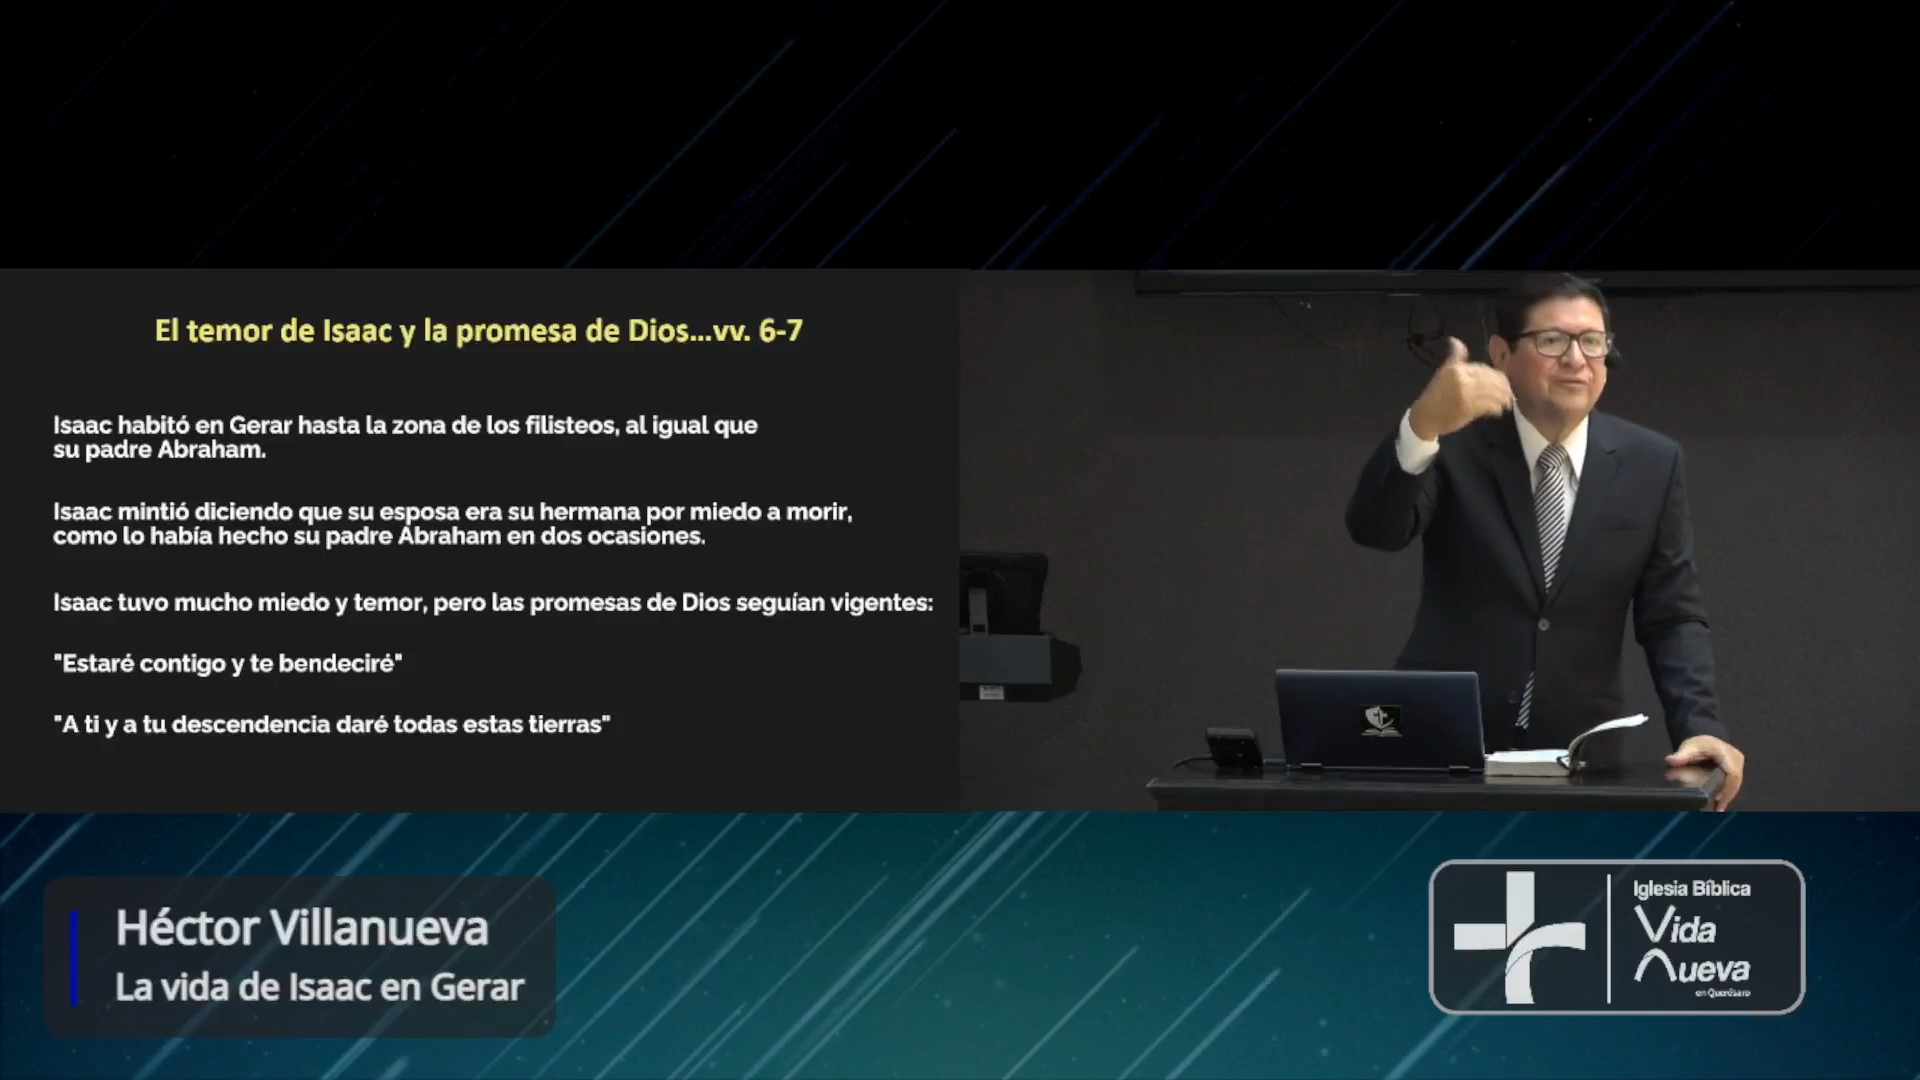 El temor de Isaac y la promesa de Dios...vv. 6-7
Isaac habitó en Gerar hasta la zona de los filisteos, al igual que
su padre Abraham.
Isaac mintió diciendo que su esposa era su hermana por miedo a morir,
como lo había hecho su padre Abraham en dos ocasiones.
Isaac tuvo mucho miedo y temor, pero las promesas de Dios seguían vigentes:
"Estaré contigo y te bendeciré"
"A ti y a tu descendencia daré todas estas tierras"
Héctor Villanueva
La vida de Isaac en Gerar
Iglesia Bíblica
Vida
Nueva
en Querétaro